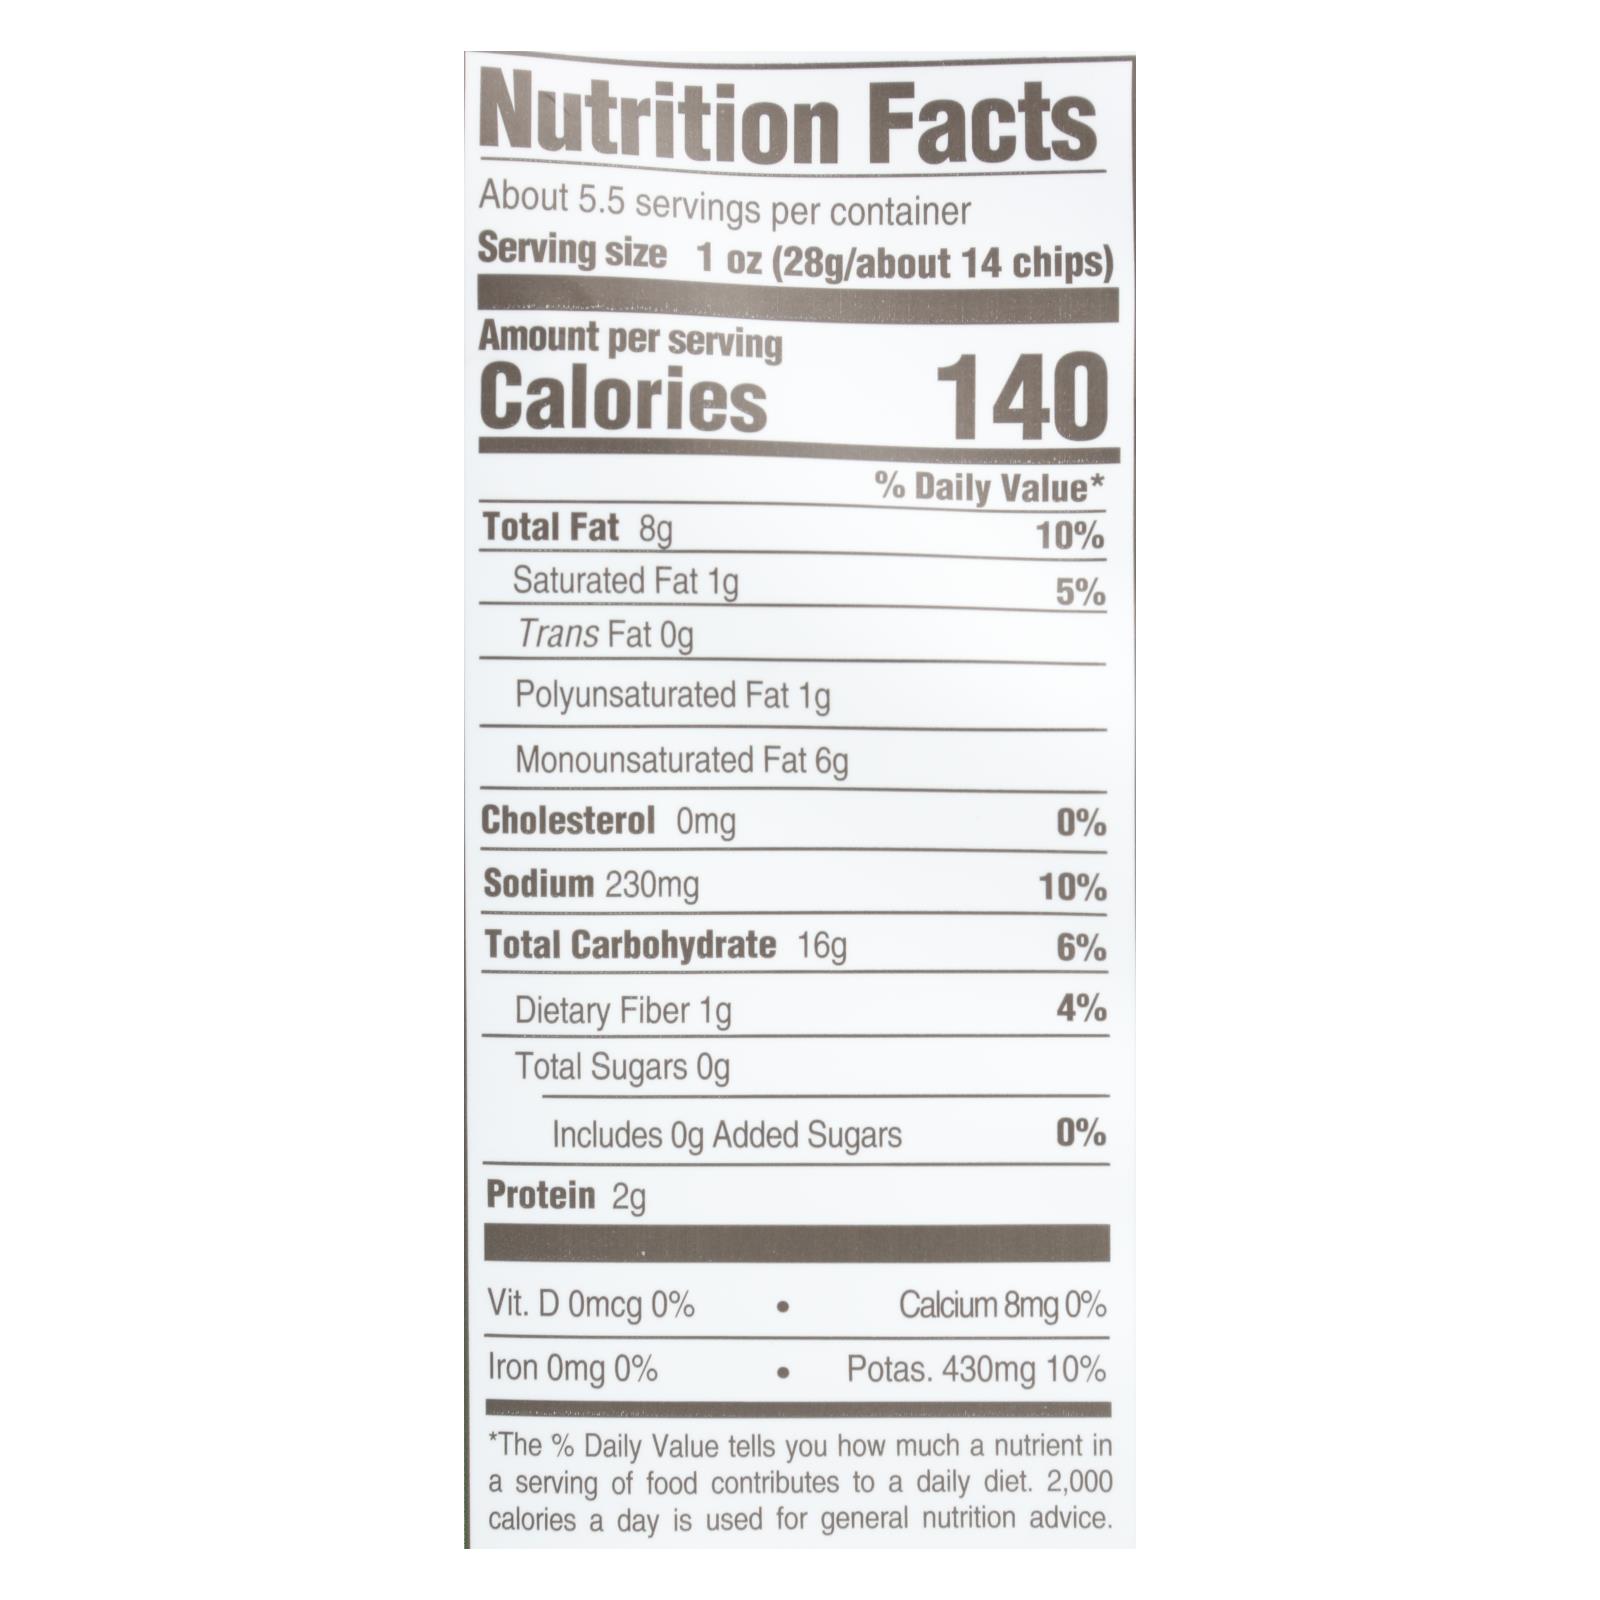 Nutrition Facts
About 5.5 servings per container
Serving size 1 oz (28g/about 14 chips)
Amount per serving
Calories 140
% Daily Value*
Total Fat 8g 10%
Saturated Fat 1g 5%
Trans Fat 0g
Polyunsaturated Fat 1g
Monounsaturated Fat 6g
Cholesterol 0mg 0%
Sodium 230mg 10%
Total Carbohydrate 16g 6%
Dietary Fiber 1g 4%
Total Sugars 0g
Includes 0g Added Sugars 0%
Protein 2g
Vit. D 0mcg 0% • Calcium 8mg 0%
Iron 0mg 0% • Potas. 430mg 10%
*The % Daily Value tells you how much a nutrient in
a serving of food contributes to a daily diet. 2,000
calories a day is used for general nutrition advice.